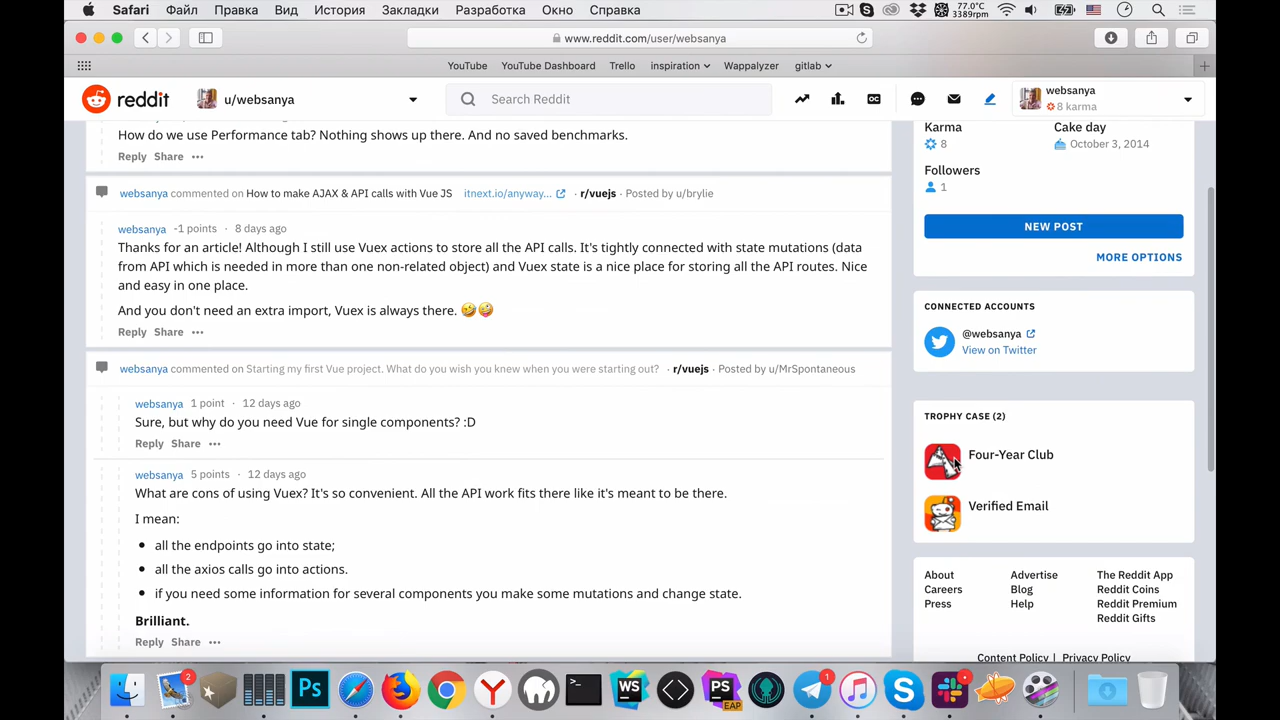 Safari Файл Правка Вид История Закладки Разработка Окно Справка
77.0°C
3389rpm
www.reddit.com/user/websanya
YouTube YouTube Dashboard Trello inspiration Wappalyzer gitlab
reddit u/websanya Search Reddit
websanya
8 karma
How do we use Performance tab? Nothing shows up there. And no saved benchmarks.
Reply Share •••
websanya commented on How to make AJAX & API calls with Vue JS itnext.io/anyway... · r/vuejs · Posted by u/brylie
websanya -1 points · 8 days ago
Thanks for an article! Although I still use Vuex actions to store all the API calls. It's tightly connected with state mutations (data
from API which is needed in more than one non-related object) and Vuex state is a nice place for storing all the API routes. Nice
and easy in one place.
And you don't need an extra import, Vuex is always there. 🤣🤪
Reply Share •••
websanya commented on Starting my first Vue project. What do you wish you knew when you were starting out? · r/vuejs · Posted by u/MrSpontaneous
websanya 1 point · 12 days ago
Sure, but why do you need Vue for single components? :D
Reply Share •••
websanya 5 points · 12 days ago
What are cons of using Vuex? It's so convenient. All the API work fits there like it's meant to be there.
I mean:
• all the endpoints go into state;
• all the axios calls go into actions.
• if you need some information for several components you make some mutations and change state.
Brilliant.
Reply Share •••
Karma Cake day
8 October 3, 2014
Followers
1
NEW POST
MORE OPTIONS
CONNECTED ACCOUNTS
@websanya
View on Twitter
TROPHY CASE (2)
Four-Year Club
Verified Email
About Advertise The Reddit App
Careers Blog Reddit Coins
Press Help Reddit Premium
Reddit Gifts
Content Policy | Privacy Policy
2 Ps WS PS EAP 1